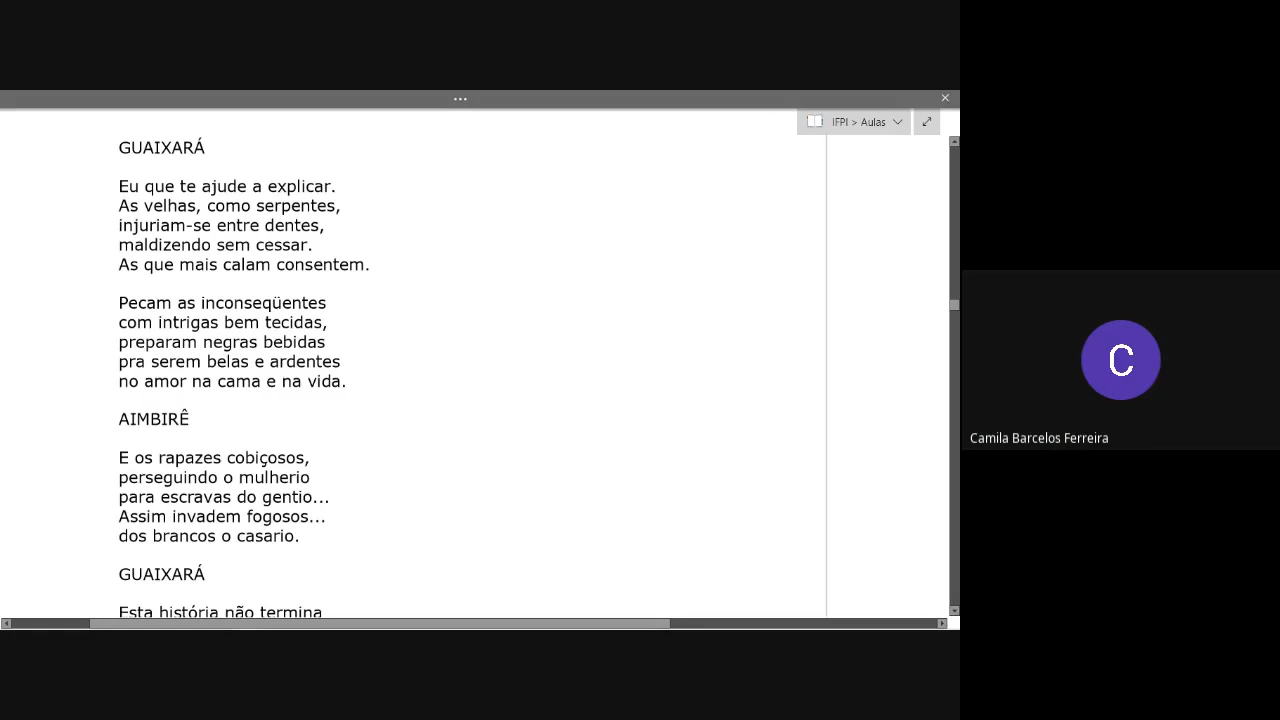 ...
IFPI > Aulas
GUAIXARÁ
Eu que te ajude a explicar.
As velhas, como serpentes,
injuriam-se entre dentes,
maldizendo sem cessar.
As que mais calam consentem.
Pecam as inconseqüentes
com intrigas bem tecidas,
preparam negras bebidas
pra serem belas e ardentes
no amor na cama e na vida.
AIMBIRÊ
E os rapazes cobiçosos,
perseguindo o mulherio
para escravas do gentio...
Assim invadem fogosos...
dos brancos o casario.
GUAIXARÁ
Esta história não termina
C
Camila Barcelos Ferreira